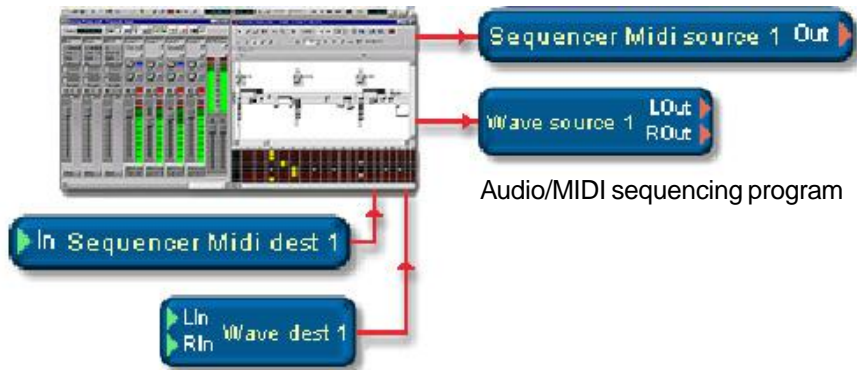 Sequencer Midi source 1 Out
Wave source 1 LOut
ROut
Audio/MIDI sequencing program
In Sequencer Midi dest 1
LIn
RIn Wave dest 1